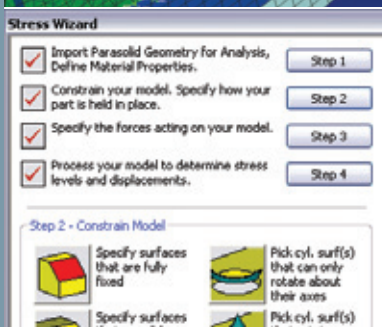 Stress Wizard
Import Parasolid Geometry for Analysis,
Define Material Properties.
Step 1
Constrain your model. Specify how your
part is held in place.
Step 2
Specify the forces acting on your model.
Step 3
Process your model to determine stress
levels and displacements.
Step 4
Step 2 - Constrain Model
Specify surfaces
that are fully
fixed
Pick cyl. surf(s)
that can only
rotate about
their axes
Specify surfaces
Pick cyl. surf(s)